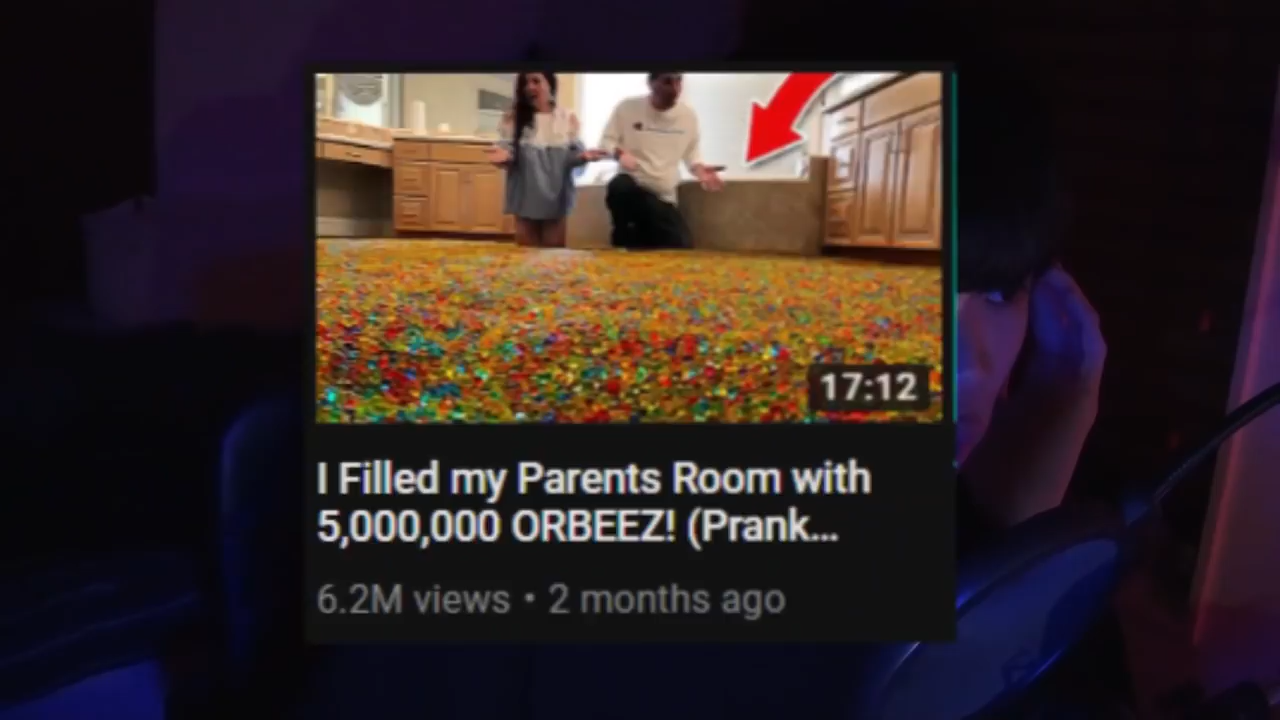 17:12
I Filled my Parents Room with
5,000,000 ORBEEZ! (Prank...
6.2M views • 2 months ago